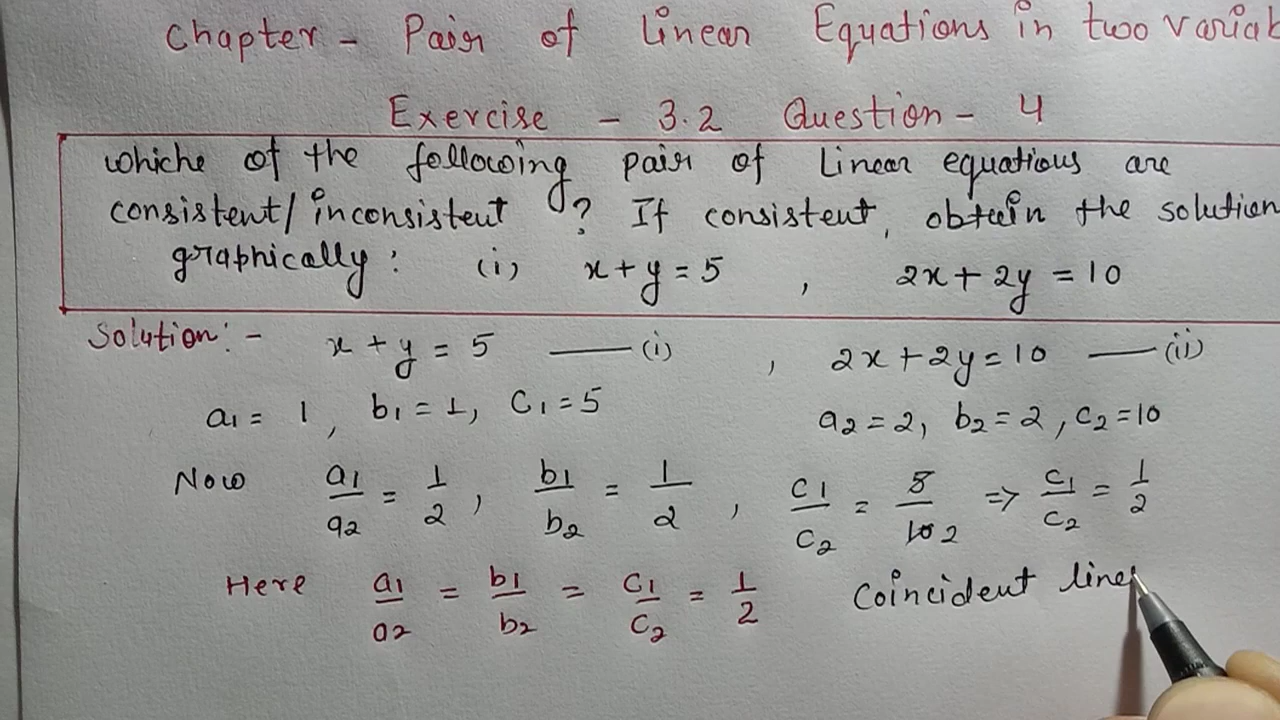 Chapter - Pair of Linear Equations in two Variab
Exercise - 3.2 Question - 4
whiche of the following pair of Linear equations are
consistent/inconsistent ? If consistent, obtain the solution
graphically : (i) x + y = 5 , 2x + 2y = 10
Solution:- x + y = 5 —— (i) , 2x + 2y = 10 —— (ii)
a1 = 1 , b1 = 1, C1 = 5 a2 = 2, b2 = 2, c2 = 10
Now a1/a2 = 1/2 , b1/b2 = 1/2 , c1/c2 = 5/10 2 => c1/c2 = 1/2
Here a1/a2 = b1/b2 = c1/c2 = 1/2 Coincident lines